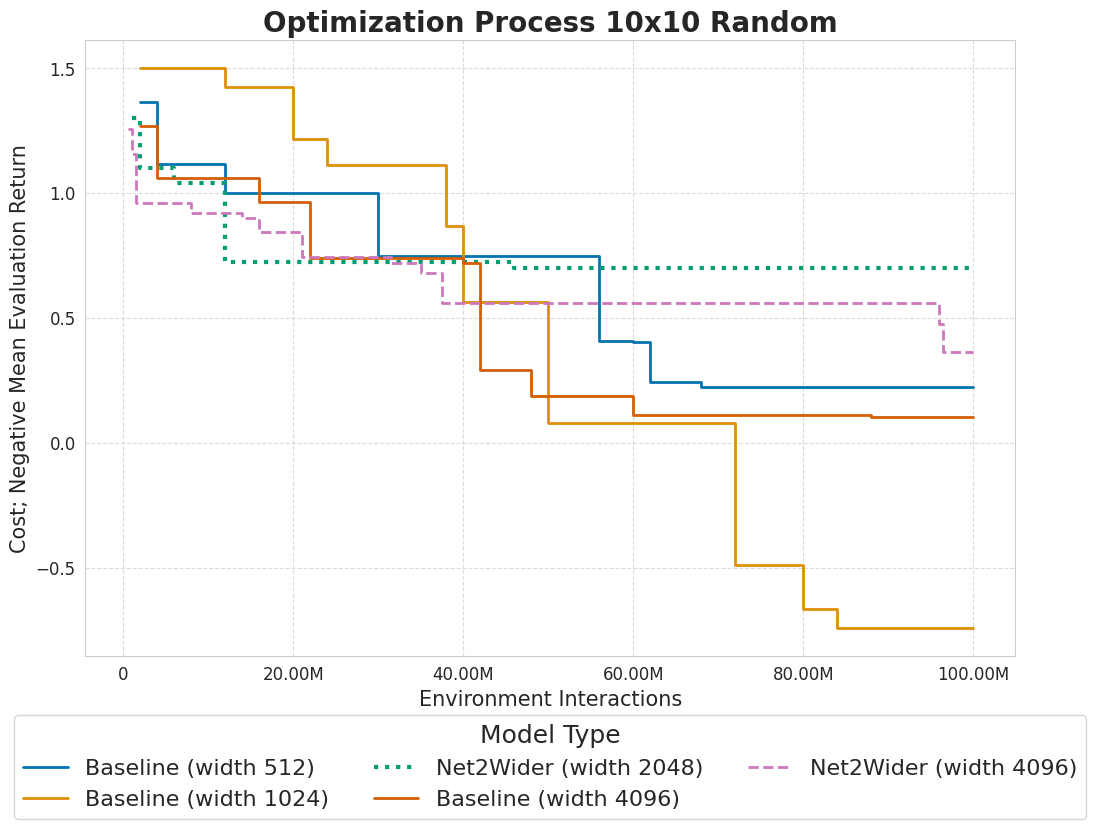 Optimization Process 10x10 Random
Cost; Negative Mean Evaluation Return
1.5
1.0
0.5
0.0
−0.5
0 20.00M 40.00M 60.00M 80.00M 100.00M
Environment Interactions
Model Type
Baseline (width 512) Net2Wider (width 2048) Net2Wider (width 4096)
Baseline (width 1024) Baseline (width 4096)